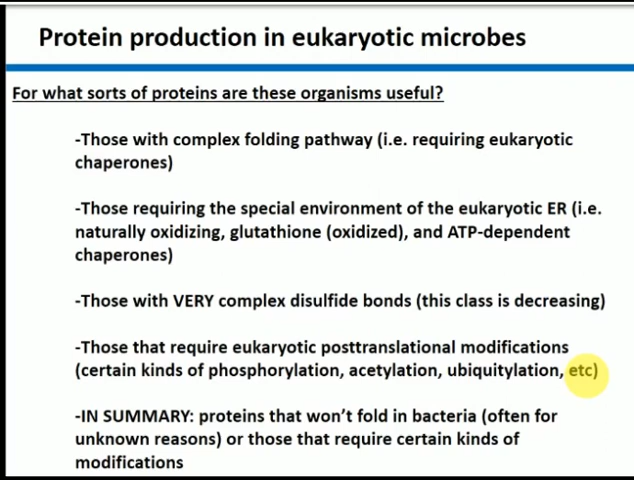 Protein production in eukaryotic microbes
For what sorts of proteins are these organisms useful?
-Those with complex folding pathway (i.e. requiring eukaryotic
chaperones)
-Those requiring the special environment of the eukaryotic ER (i.e.
naturally oxidizing, glutathione (oxidized), and ATP-dependent
chaperones)
-Those with VERY complex disulfide bonds (this class is decreasing)
-Those that require eukaryotic posttranslational modifications
(certain kinds of phosphorylation, acetylation, ubiquitylation, etc)
-IN SUMMARY: proteins that won't fold in bacteria (often for
unknown reasons) or those that require certain kinds of
modifications